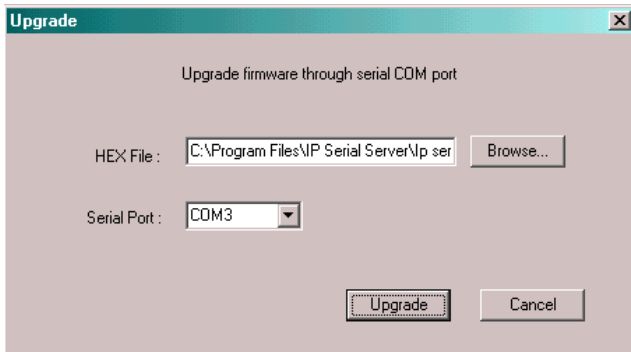 Upgrade
Upgrade firmware through serial COM port
HEX File :
C:\Program Files\IP Serial Server\Ip ser
Browse...
Serial Port :
COM3
Upgrade
Cancel